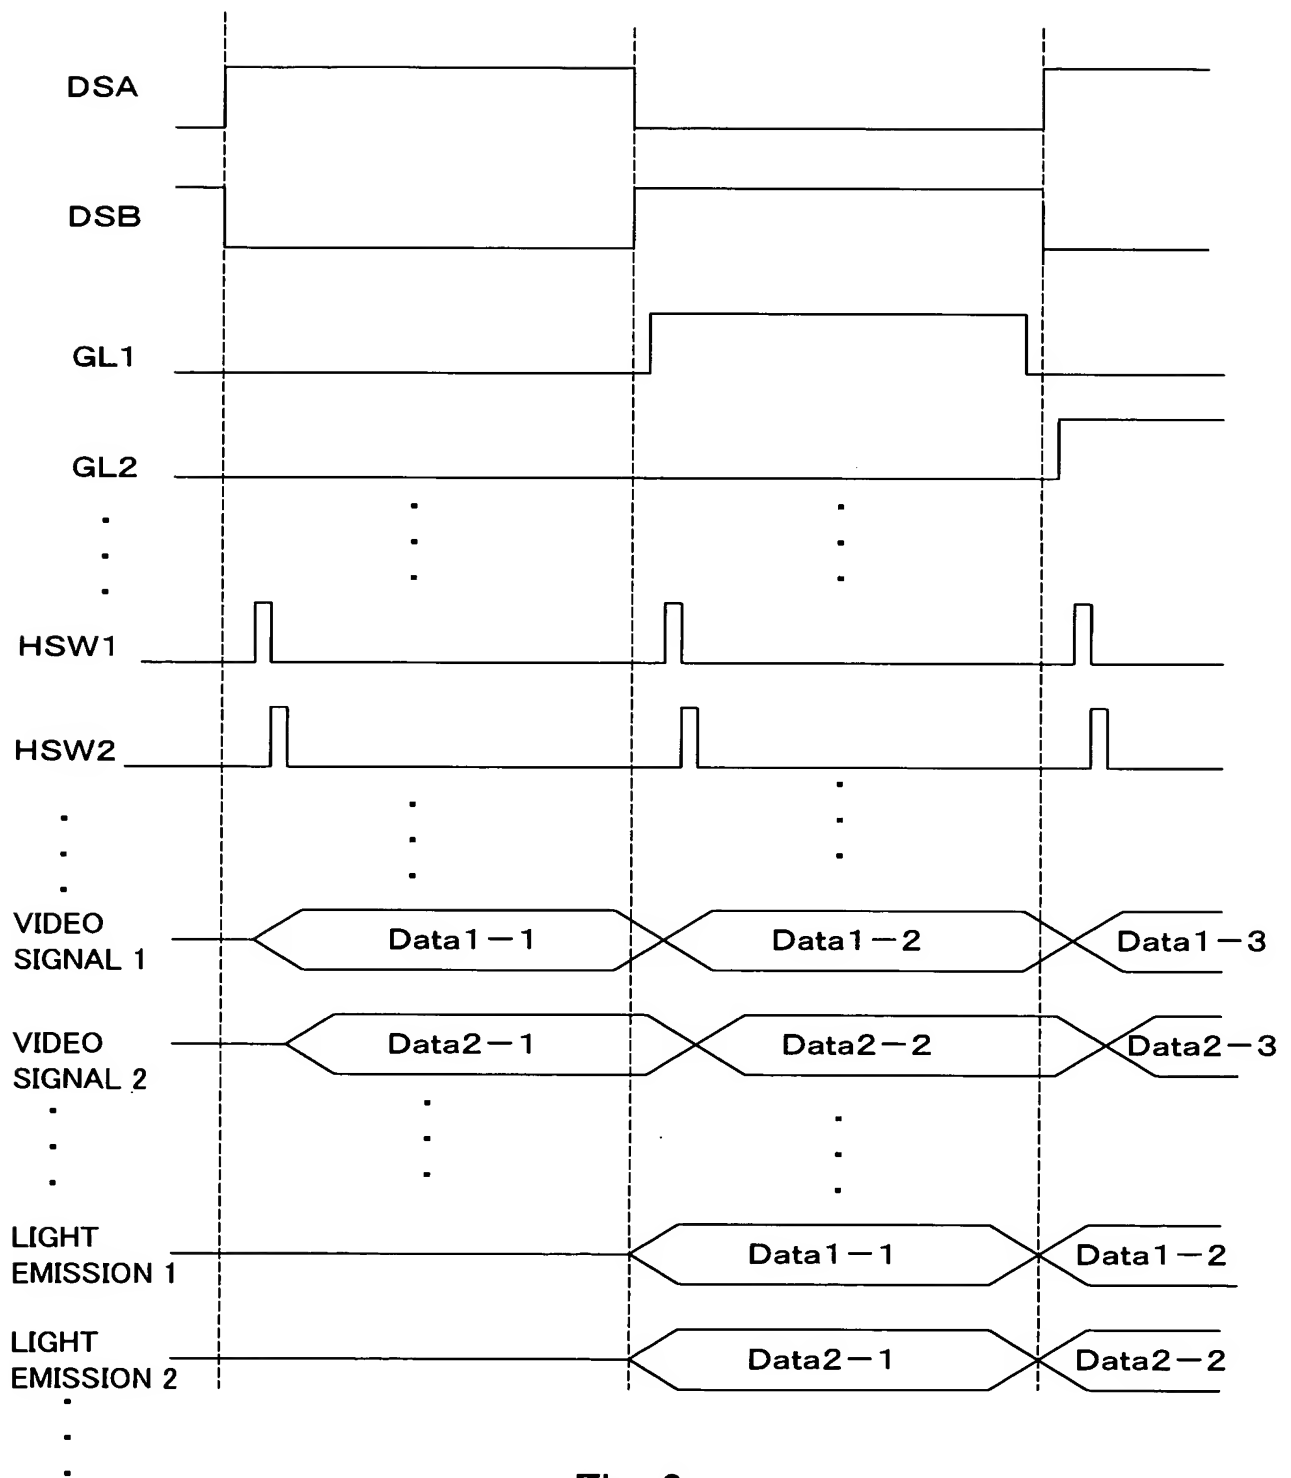 DSA
DSB
GL1
GL2
HSW1
HSW2
VIDEO
SIGNAL 1
Data1-1
Data1-2
Data1-3
VIDEO
SIGNAL 2
Data2-1
Data2-2
Data2-3
LIGHT
EMISSION 1
Data1-1
Data1-2
LIGHT
EMISSION 2
Data2-1
Data2-2